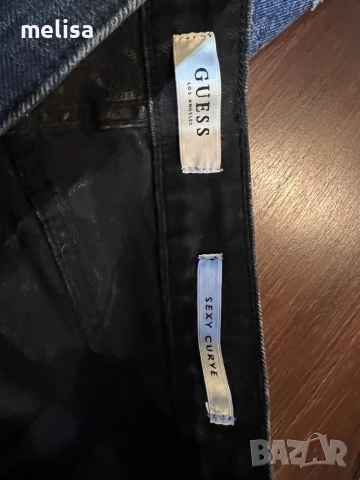 melisa
GUESS
LOS ANGELES
SEXY CURVE
BAZAR